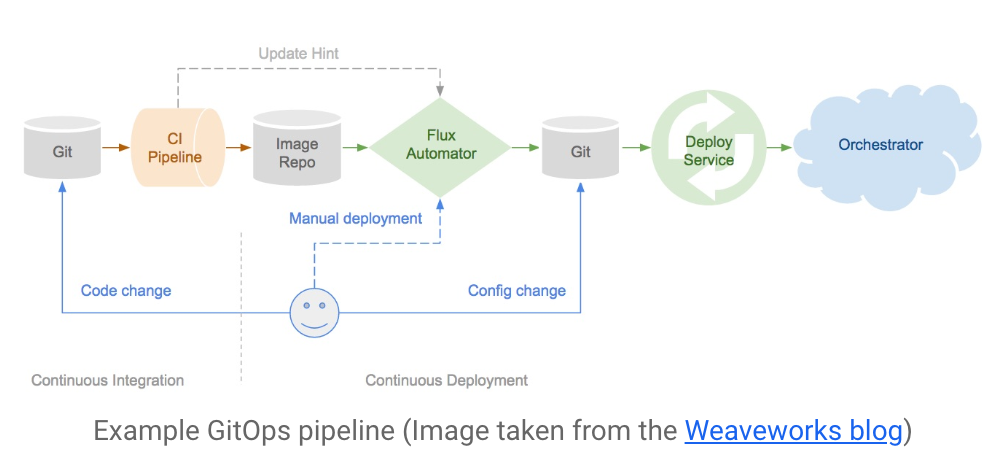 Update Hint
Git
CI
Pipeline
Image
Repo
Flux
Automator
Git
Deploy
Service
Orchestrator
Manual deployment
Code change
Config change
Continuous Integration
Continuous Deployment
Example GitOps pipeline (Image taken from the Weaveworks blog)